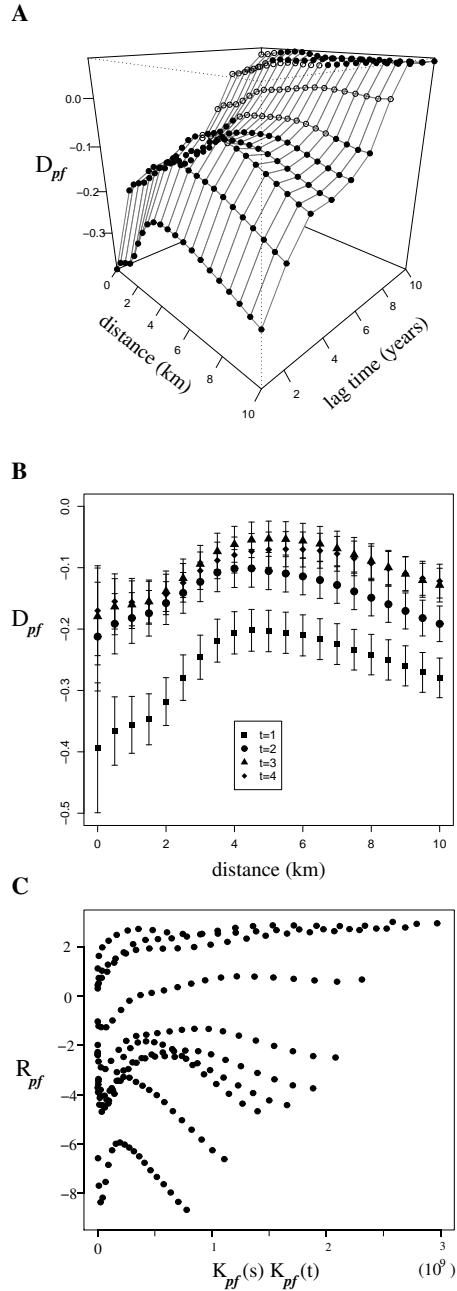 A
0.0
−0.1
−0.2
−0.3
D_pf
0
2
4
6
8
10
distance (km)
2
4
6
8
10
lag time (years)
B
0.0
−0.1
−0.2
−0.3
−0.4
−0.5
D_pf
t=1
t=2
t=3
t=4
0 2 4 6 8 10
distance (km)
C
2
0
−2
−4
−6
−8
R_pf
0 1 2 3
K_pf(s) K_pf(t) (10⁹)